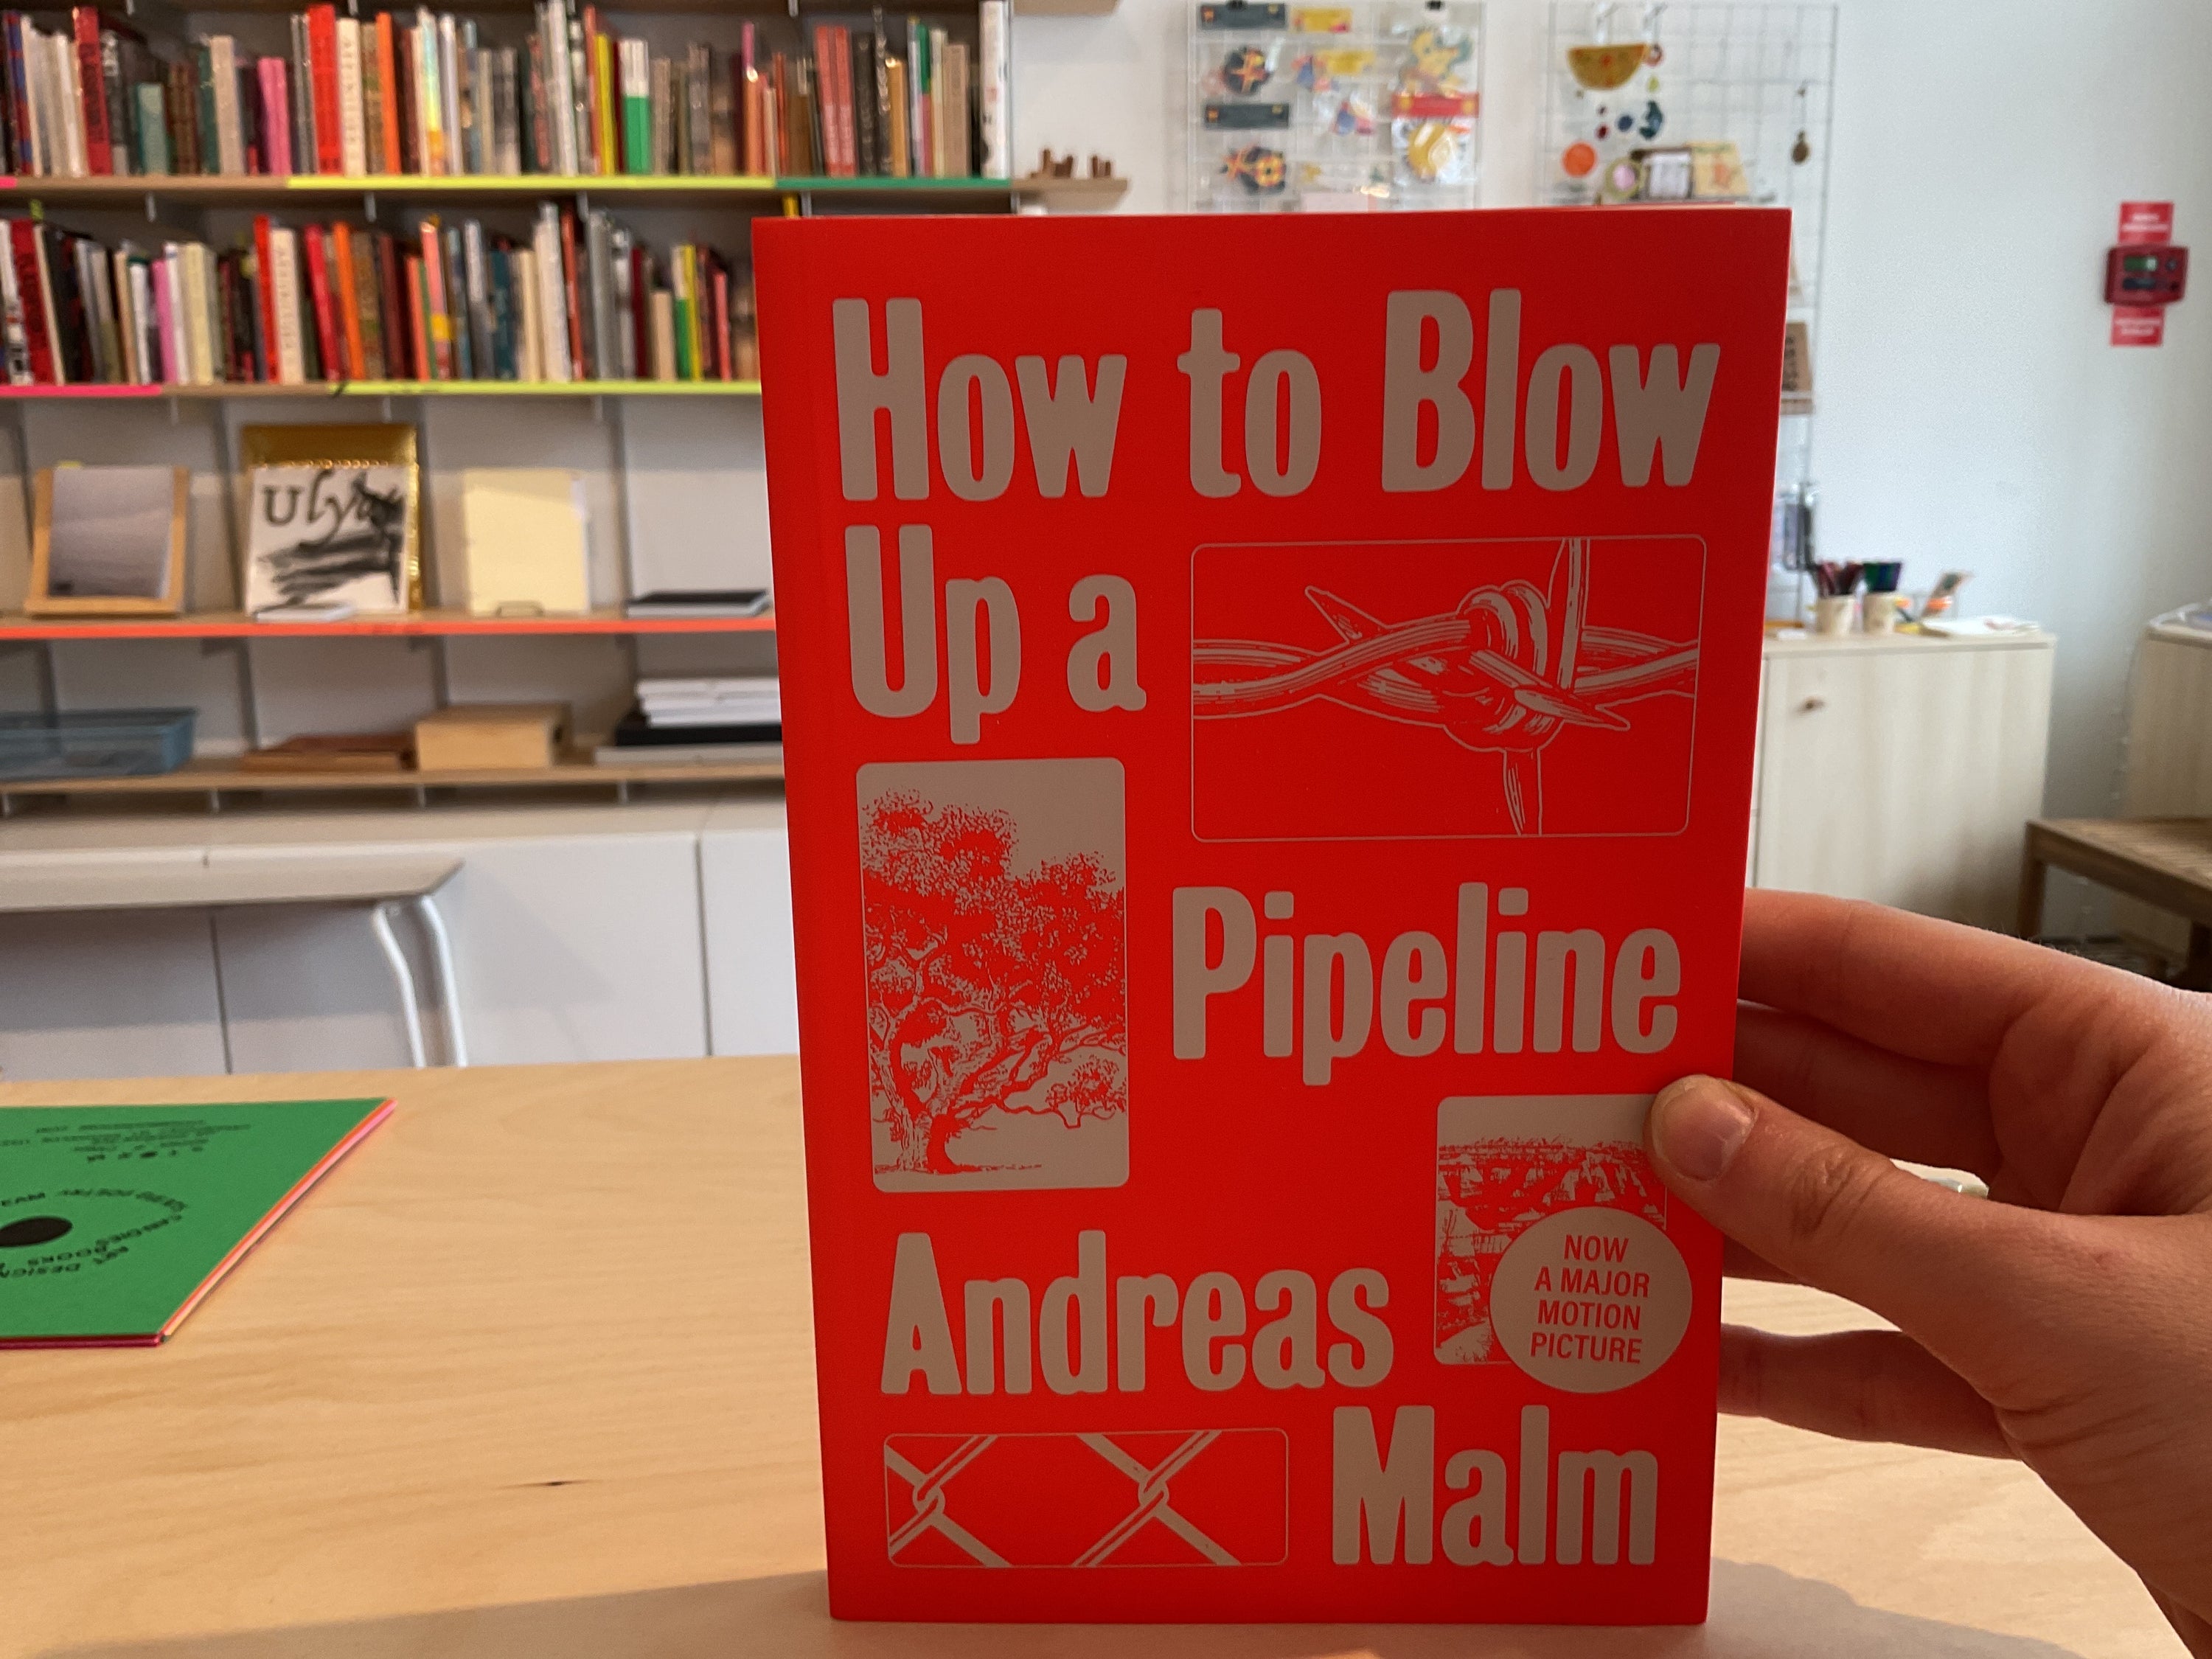 How to Blow
Up a
Pipeline
Andreas
Malm
NOW
A MAJOR
MOTION
PICTURE